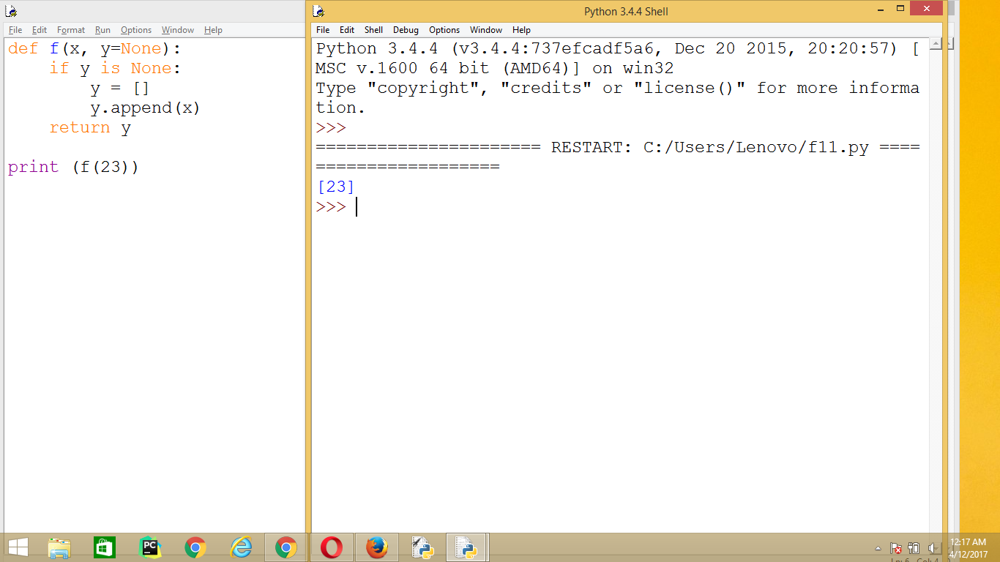 Python 3.4.4 Shell
File Edit Format Run Options Window Help
def f(x, y=None):
    if y is None:
        y = []
        y.append(x)
    return y
print (f(23))
File Edit Shell Debug Options Window Help
Python 3.4.4 (v3.4.4:737efcadf5a6, Dec 20 2015, 20:20:57) [
MSC v.1600 64 bit (AMD64)] on win32
Type "copyright", "credits" or "license()" for more informa
tion.
>>>
====================== RESTART: C:/Users/Lenovo/f11.py ====
==================
[23]
>>>
PC
12:17 AM
4/12/2017